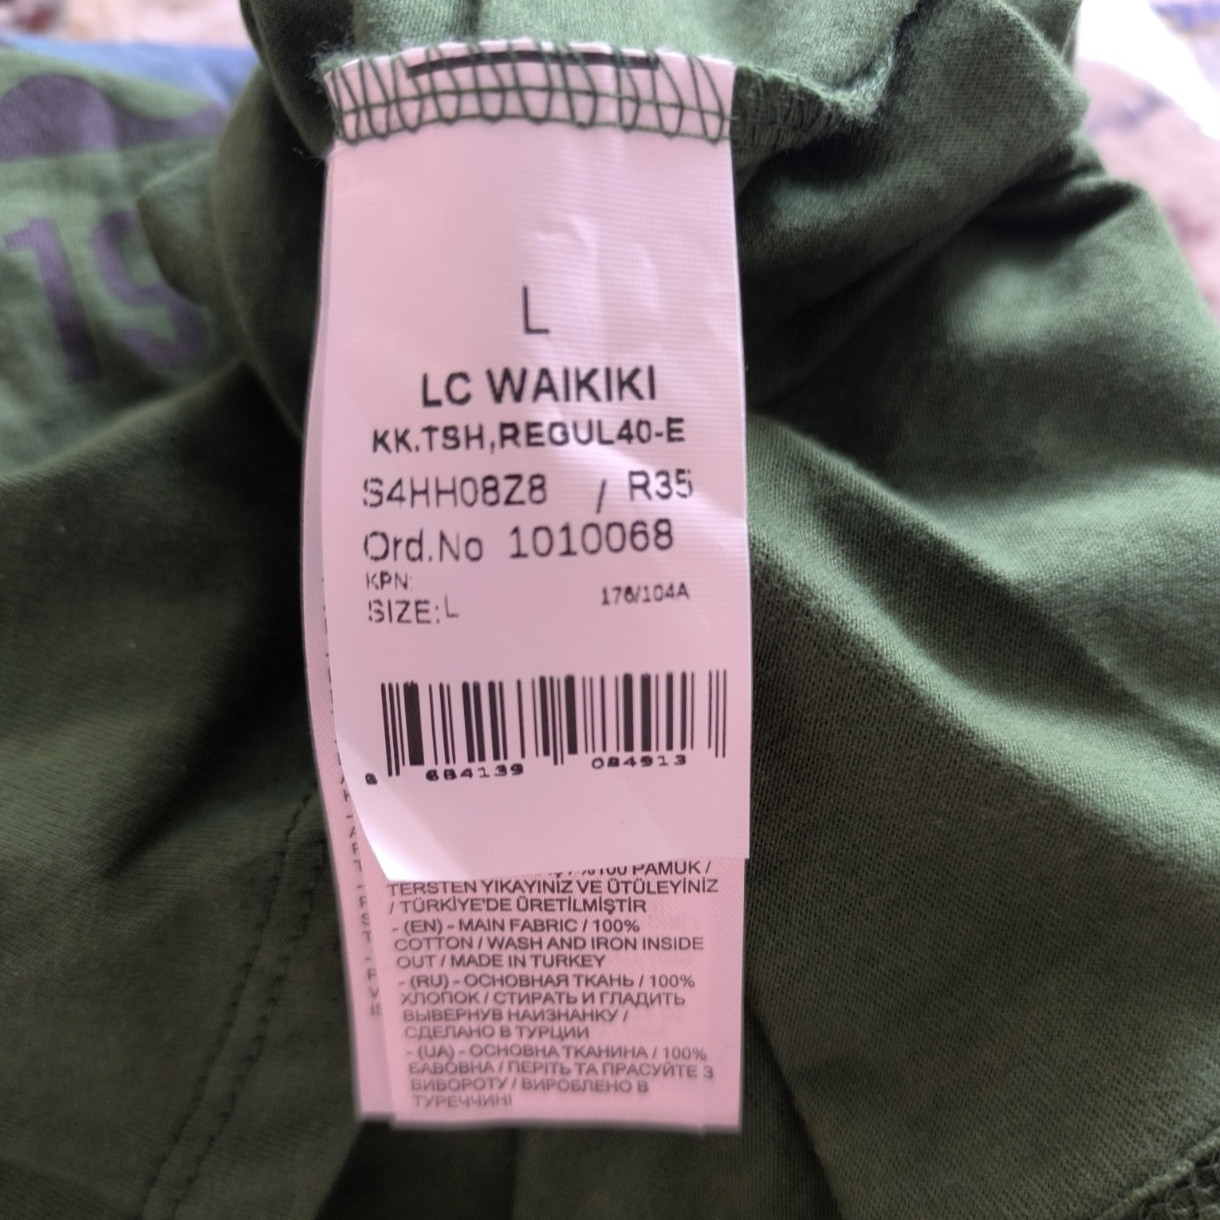 L
LC WAIKIKI
KK.TSH,REGUL40-E
S4HH08Z8 / R35
Ord.No 1010068
KPN:
SIZE:L 176/104A
8 684139 084913
%100 PAMUK /
TERSTEN YIKAYINIZ VE ÜTÜLEYİNİZ
/ TÜRKİYE'DE ÜRETİLMİŞTİR
- (EN) - MAIN FABRIC / 100%
COTTON / WASH AND IRON INSIDE
OUT / MADE IN TURKEY
- (RU) - ОСНОВНАЯ ТКАНЬ / 100%
ХЛОПОК / СТИРАТЬ И ГЛАДИТЬ
ВЫВЕРНУВ НАИЗНАНКУ /
СДЕЛАНО В ТУРЦИИ
- (UA) - ОСНОВНА ТКАНИНА / 100%
БАВОВНА / ПЕРІТЬ ТА ПРАСУЙТЕ З
ВИВОРОТУ / ВИРОБЛЕНО В
ТУРЕЧЧИНІ
19